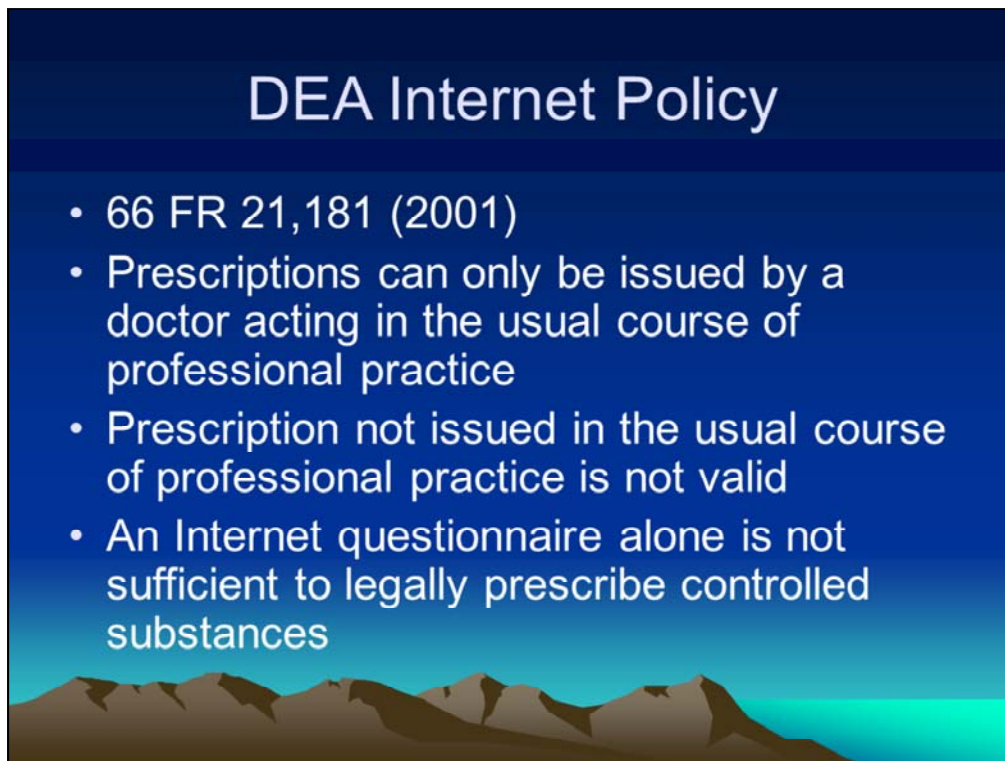 DEA Internet Policy
• 66 FR 21,181 (2001)
• Prescriptions can only be issued by a
doctor acting in the usual course of
professional practice
• Prescription not issued in the usual course
of professional practice is not valid
• An Internet questionnaire alone is not
sufficient to legally prescribe controlled
substances